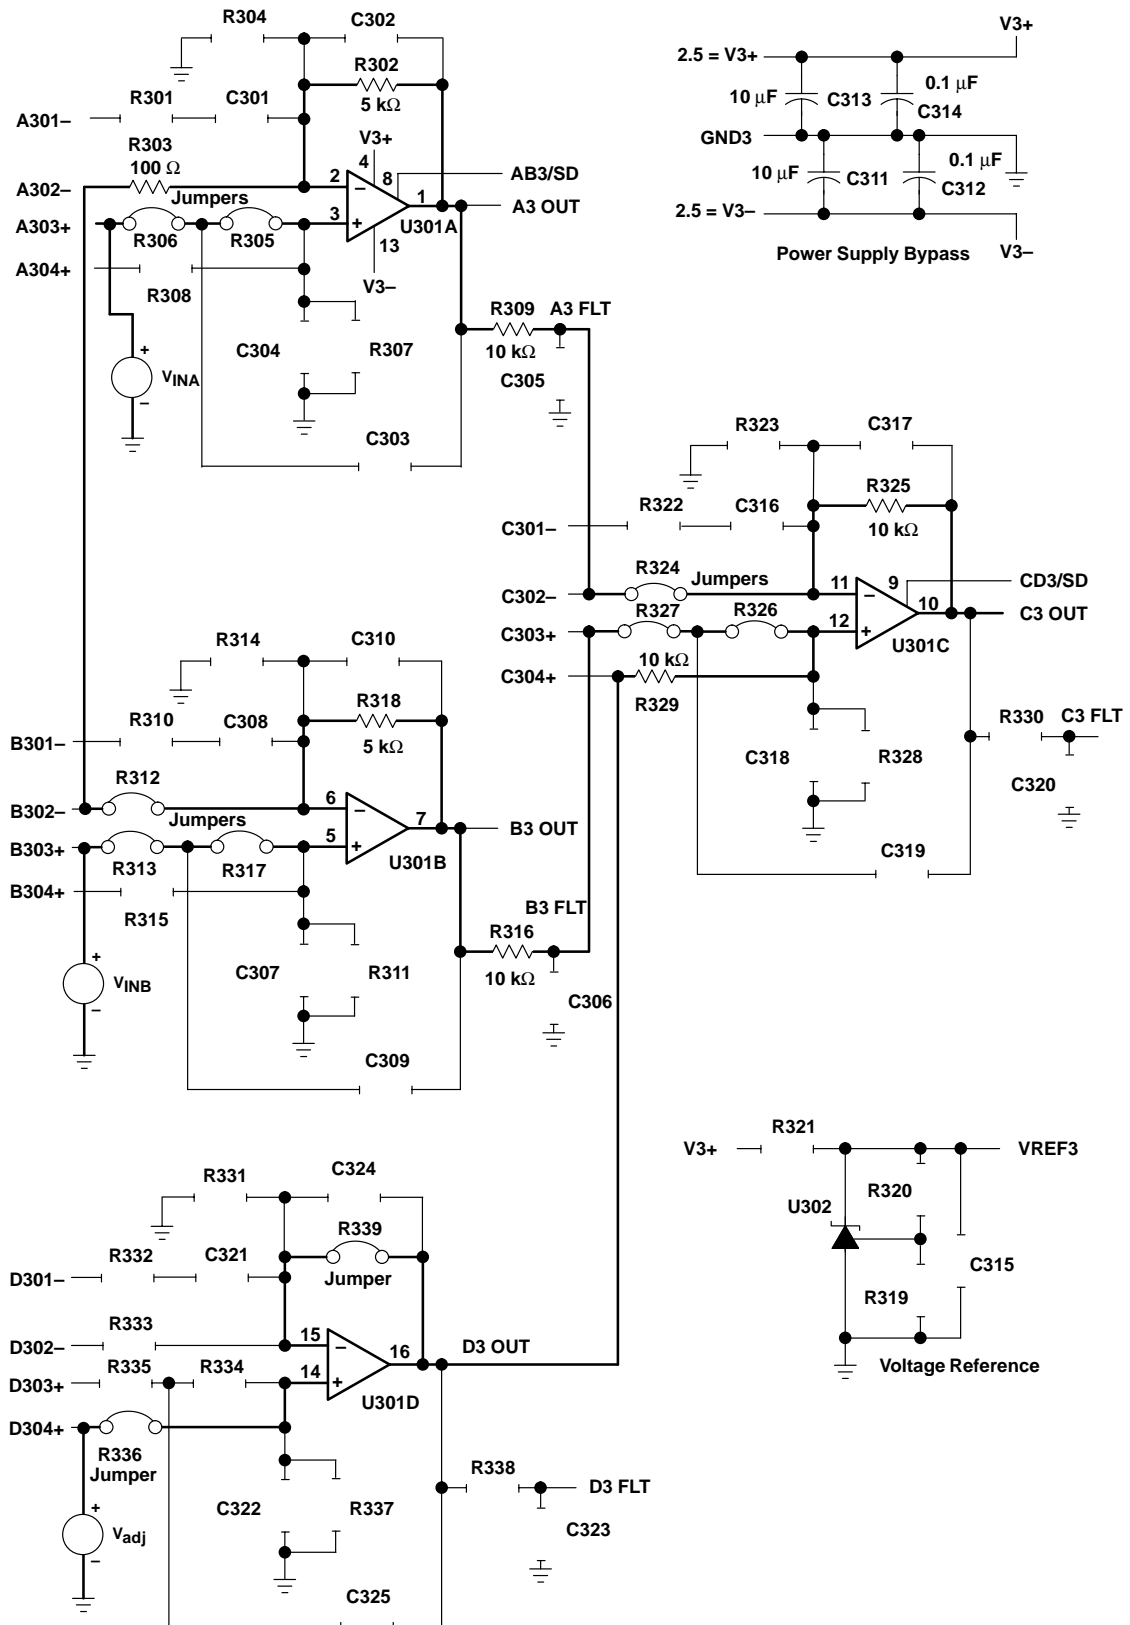 R304
C302
R302
5 kΩ
R301
C301
A301–
R303
100 Ω
V3+
4
8
AB3/SD
A302–
Jumpers
2
–
1
A3 OUT
A303+
R306
R305
3
+
U301A
13
A304+
R308
V3–
R309
A3 FLT
10 kΩ
C304
R307
C305
+
VINA
–
C303
V3+
2.5 = V3+
0.1 μF
10 μF
C313
C314
GND3
0.1 μF
10 μF
C311
C312
2.5 = V3–
Power Supply Bypass
V3–
R323
C317
R325
10 kΩ
R322
C316
C301–
R324
Jumpers
9
CD3/SD
C302–
11
–
10
C3 OUT
R327
R326
C303+
12
+
U301C
10 kΩ
C304+
R329
R330
C3 FLT
C318
R328
C320
C319
R314
C310
R318
5 kΩ
R310
C308
B301–
R312
B302–
Jumpers
6
–
7
B3 OUT
B303+
R313
R317
5
+
U301B
B304+
R315
B3 FLT
R316
10 kΩ
C307
R311
C306
+
VINB
–
C309
R321
V3+
VREF3
R320
U302
C315
R319
Voltage Reference
R331
C324
R339
Jumper
R332
C321
D301–
R333
D302–
15
–
16
D3 OUT
R335
R334
D303+
14
+
U301D
D304+
R336
Jumper
R338
D3 FLT
C322
R337
C323
+
Vadj
–
C325